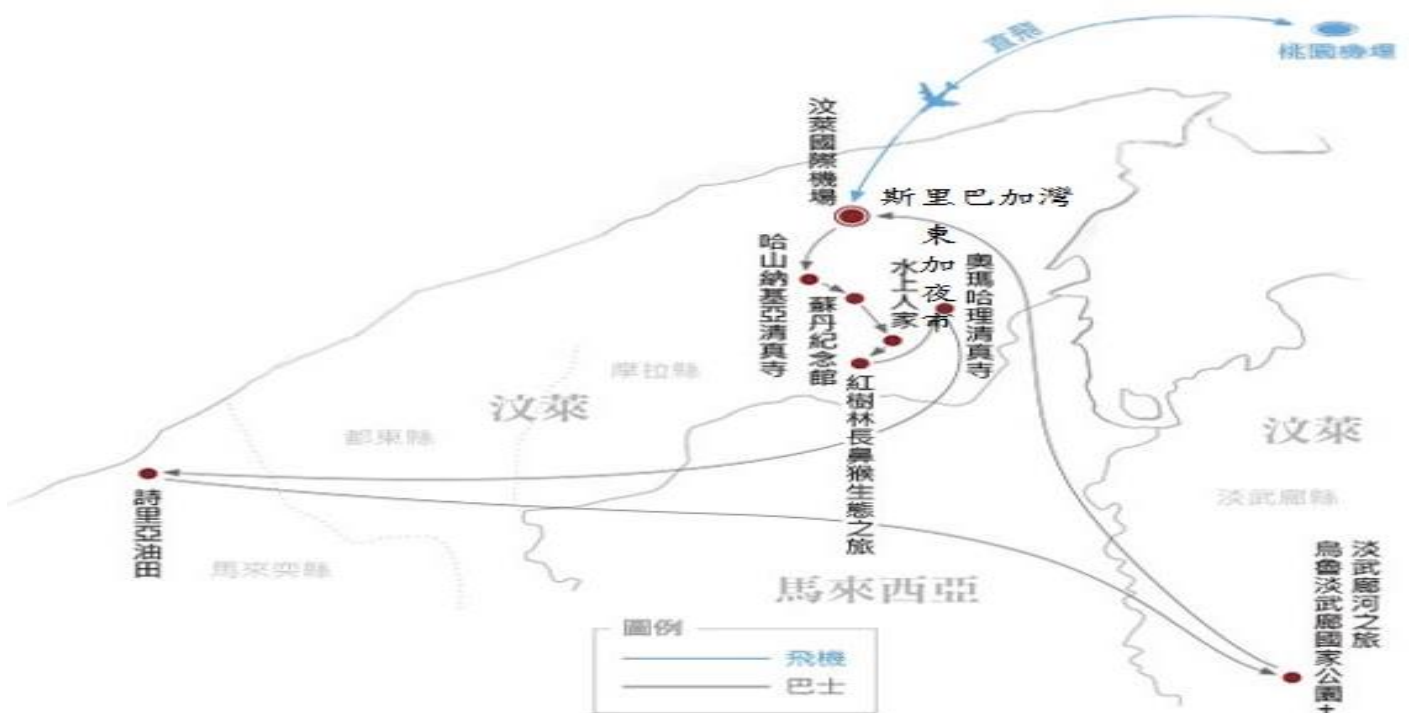 直飛
桃園機場
汶萊國際機場
斯里巴加灣
哈山納基亞清真寺
蘇丹紀念館
水上人家
東加夜市
奧瑪哈理清真寺
紅樹林長鼻猴生態之旅
摩拉縣
汶萊
都東縣
詩里亞油田
馬來奕縣
馬來西亞
汶萊
淡武廊縣
淡武廊河之旅
烏魯淡武廊國家公園+
圖例
飛機
巴士